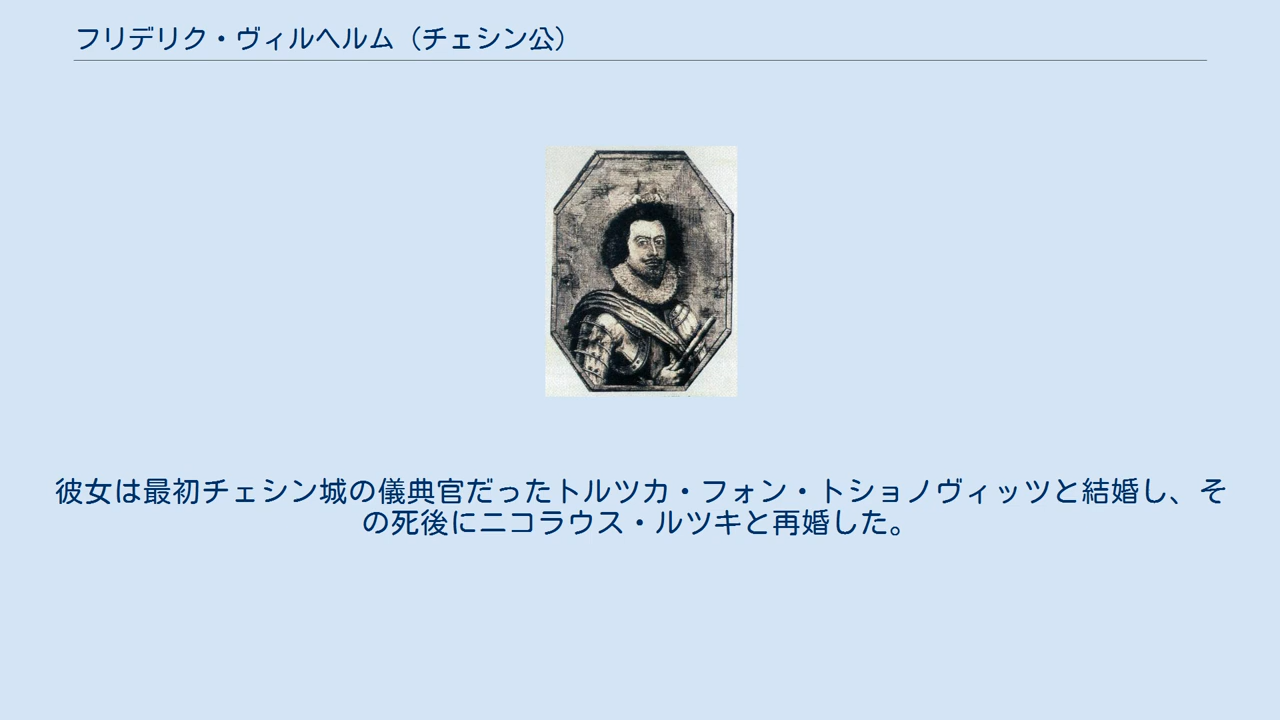 フリデリク・ヴィルヘルム（チェシン公）
彼女は最初チェシン城の儀典官だったトルツカ・フォン・トショノヴィッツと結婚し、そ
の死後にニコラウス・ルツキと再婚した。